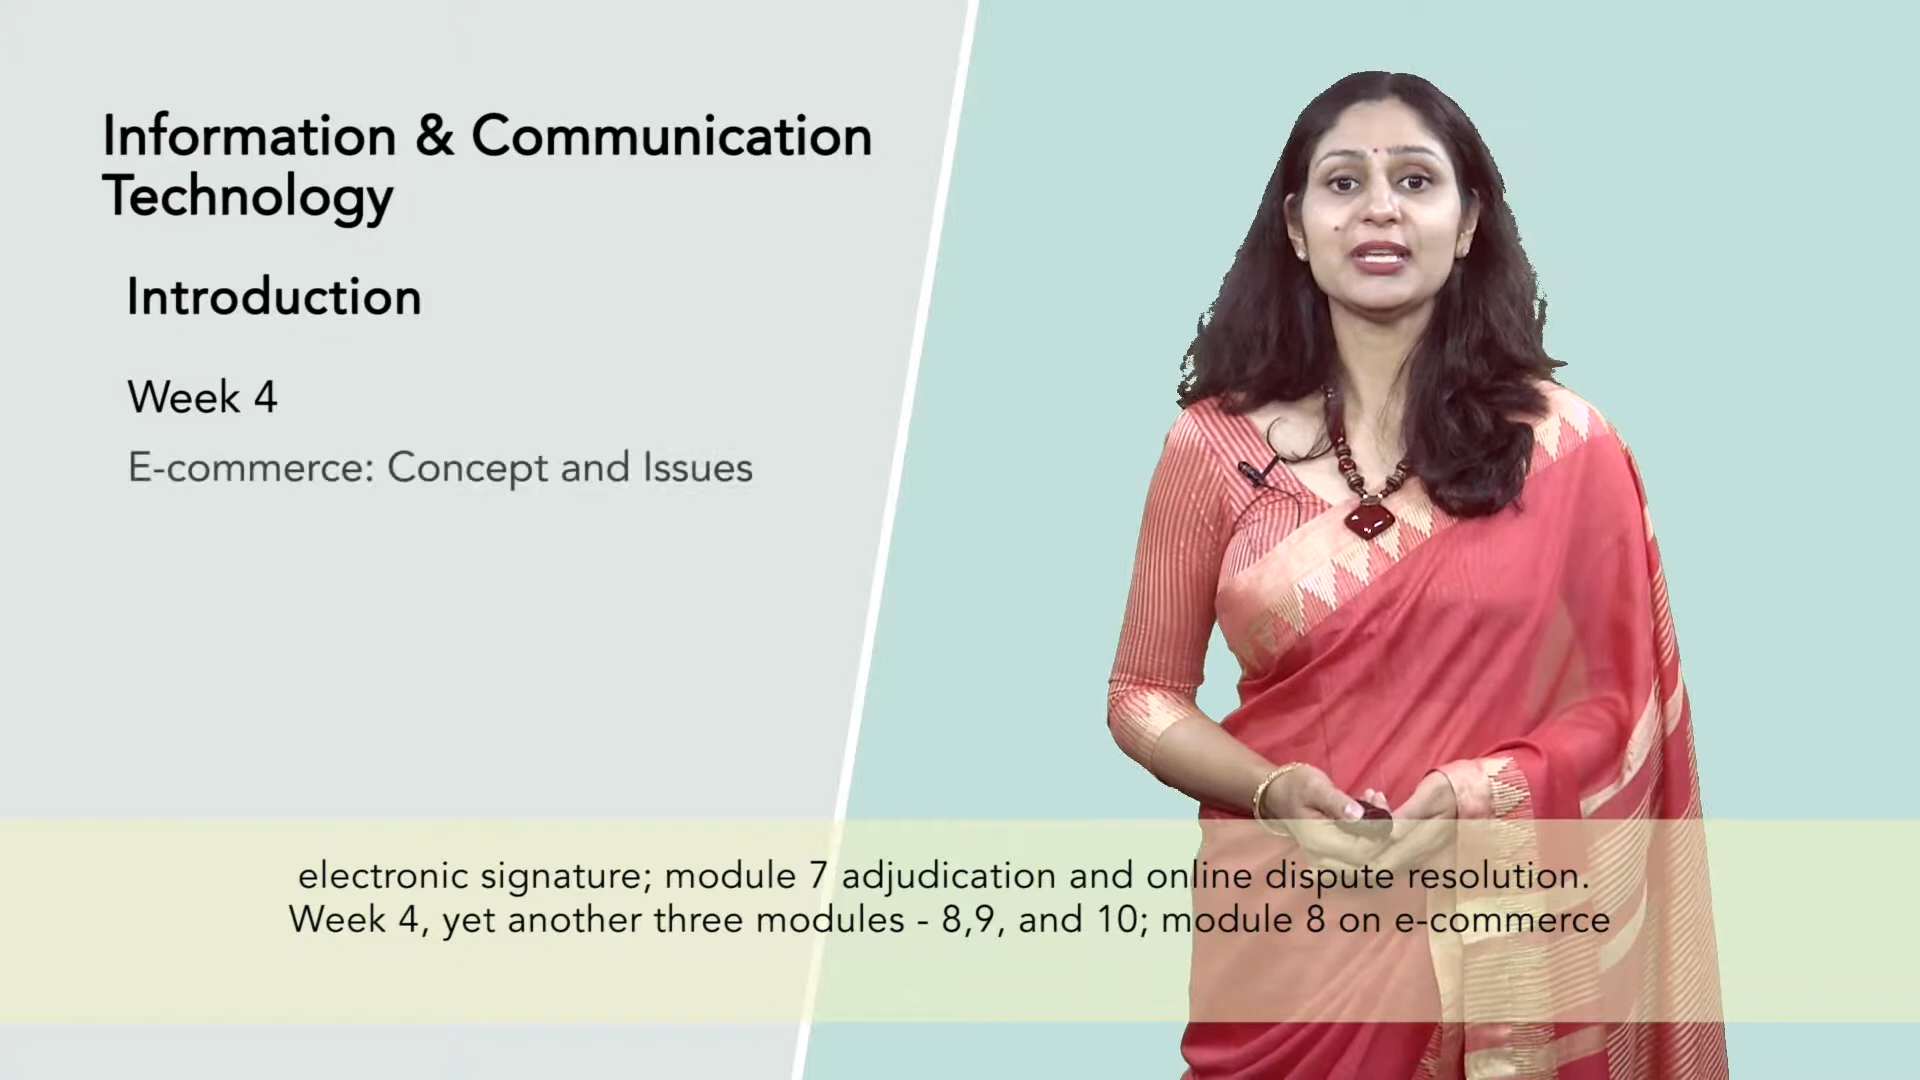 Information & Communication
Technology
Introduction
Week 4
E-commerce: Concept and Issues
electronic signature; module 7 adjudication and online dispute resolution.
Week 4, yet another three modules - 8,9, and 10; module 8 on e-commerce